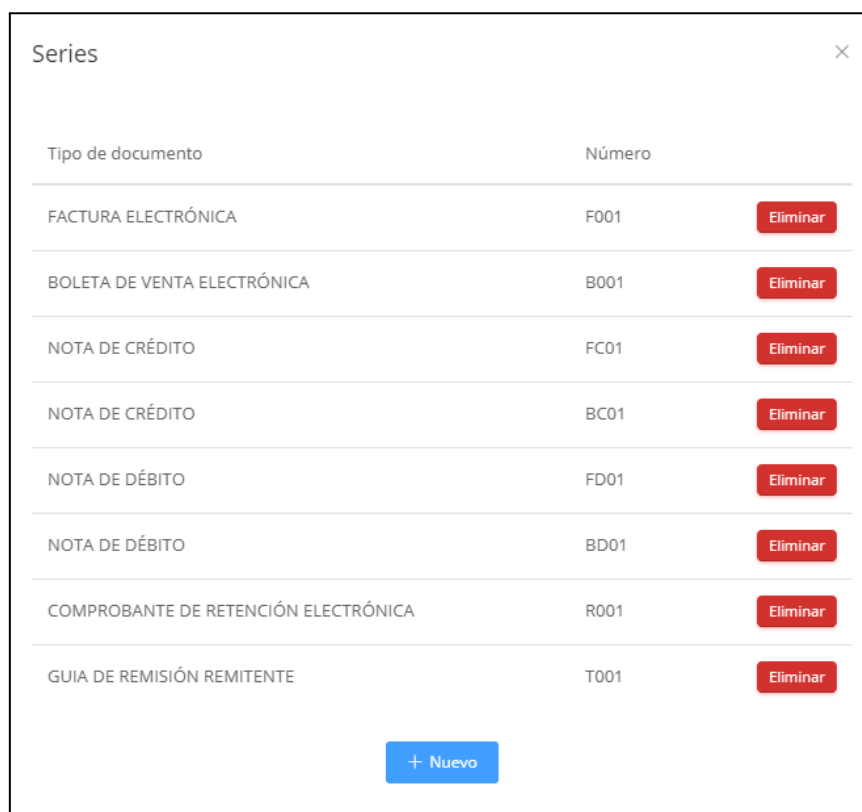 Series ×
Tipo de documento Número
FACTURA ELECTRÓNICA F001 Eliminar
BOLETA DE VENTA ELECTRÓNICA B001 Eliminar
NOTA DE CRÉDITO FC01 Eliminar
NOTA DE CRÉDITO BC01 Eliminar
NOTA DE DÉBITO FD01 Eliminar
NOTA DE DÉBITO BD01 Eliminar
COMPROBANTE DE RETENCIÓN ELECTRÓNICA R001 Eliminar
GUIA DE REMISIÓN REMITENTE T001 Eliminar
+ Nuevo